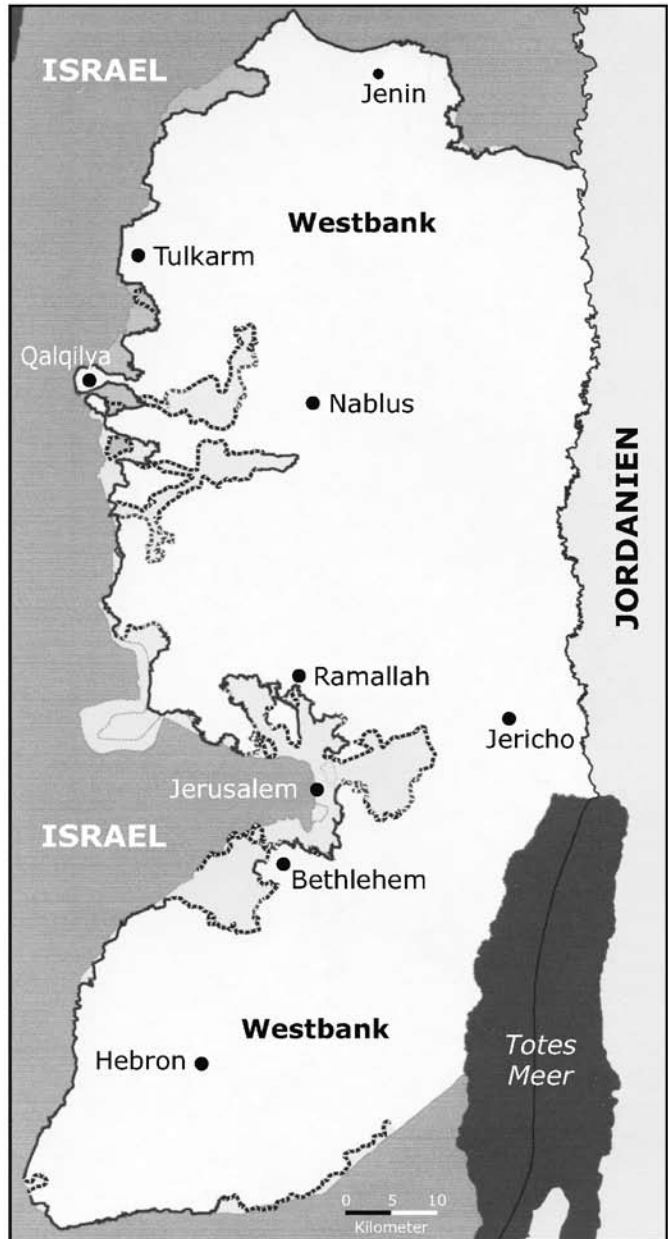 ISRAEL
Jenin
Westbank
Tulkarm
Qalqilya
Nablus
JORDANIEN
Ramallah
Jericho
Jerusalem
ISRAEL
Bethlehem
Westbank
Hebron
Totes
Meer
0 5 10
Kilometer